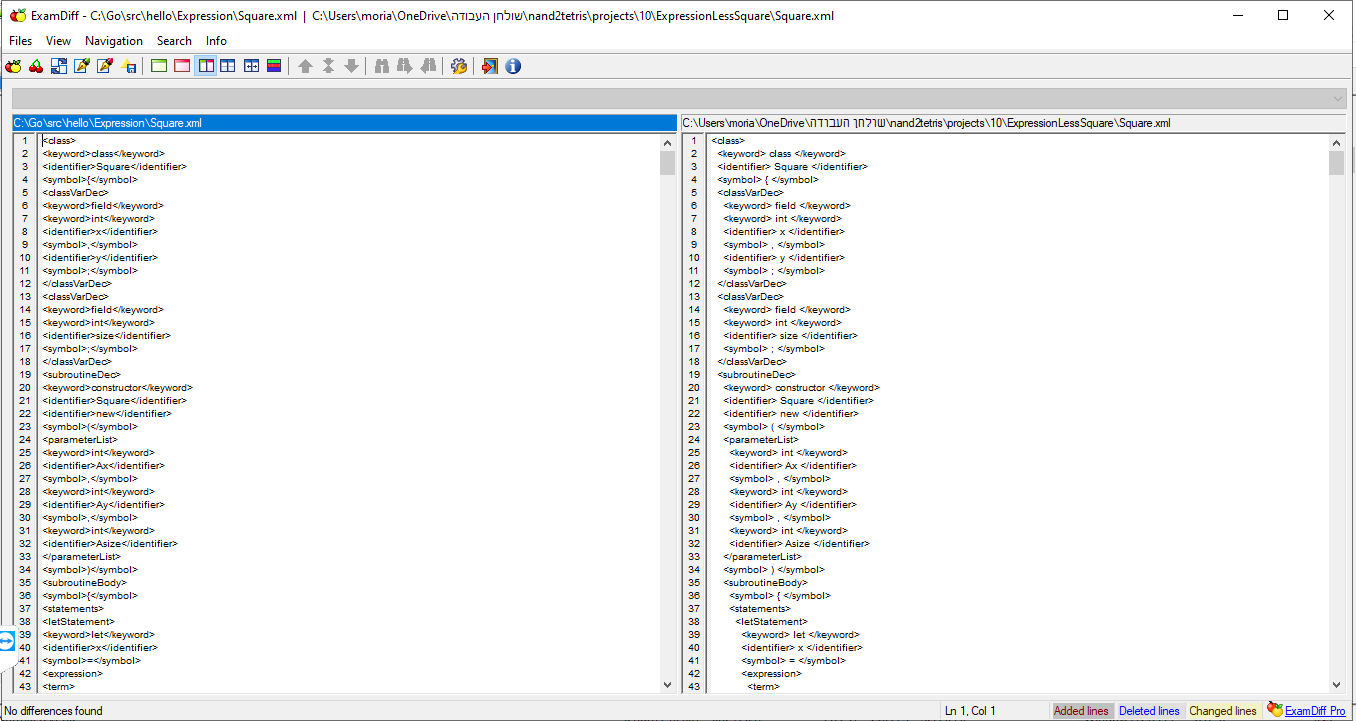 ExamDiff - C:\Go\src\hello\Expression\Square.xml | C:\Users\moria\OneDrive\שולחן העבודה\nand2tetris\projects\10\ExpressionLessSquare\Square.xml
Files View Navigation Search Info
C:\Go\src\hello\Expression\Square.xml
1 <class>
2 <keyword>class</keyword>
3 <identifier>Square</identifier>
4 <symbol>{</symbol>
5 <classVarDec>
6 <keyword>field</keyword>
7 <keyword>int</keyword>
8 <identifier>x</identifier>
9 <symbol>,</symbol>
10 <identifier>y</identifier>
11 <symbol>;</symbol>
12 </classVarDec>
13 <classVarDec>
14 <keyword>field</keyword>
15 <keyword>int</keyword>
16 <identifier>size</identifier>
17 <symbol>;</symbol>
18 </classVarDec>
19 <subroutineDec>
20 <keyword>constructor</keyword>
21 <identifier>Square</identifier>
22 <identifier>new</identifier>
23 <symbol>(</symbol>
24 <parameterList>
25 <keyword>int</keyword>
26 <identifier>Ax</identifier>
27 <symbol>,</symbol>
28 <keyword>int</keyword>
29 <identifier>Ay</identifier>
30 <symbol>,</symbol>
31 <keyword>int</keyword>
32 <identifier>Asize</identifier>
33 </parameterList>
34 <symbol>)</symbol>
35 <subroutineBody>
36 <symbol>{</symbol>
37 <statements>
38 <letStatement>
39 <keyword>let</keyword>
40 <identifier>x</identifier>
41 <symbol>=</symbol>
42 <expression>
43 <term>
C:\Users\moria\OneDrive\שולחן העבודה\nand2tetris\projects\10\ExpressionLessSquare\Square.xml
1 <class>
2 <keyword> class </keyword>
3 <identifier> Square </identifier>
4 <symbol> { </symbol>
5 <classVarDec>
6 <keyword> field </keyword>
7 <keyword> int </keyword>
8 <identifier> x </identifier>
9 <symbol> , </symbol>
10 <identifier> y </identifier>
11 <symbol> ; </symbol>
12 </classVarDec>
13 <classVarDec>
14 <keyword> field </keyword>
15 <keyword> int </keyword>
16 <identifier> size </identifier>
17 <symbol> ; </symbol>
18 </classVarDec>
19 <subroutineDec>
20 <keyword> constructor </keyword>
21 <identifier> Square </identifier>
22 <identifier> new </identifier>
23 <symbol> ( </symbol>
24 <parameterList>
25 <keyword> int </keyword>
26 <identifier> Ax </identifier>
27 <symbol> , </symbol>
28 <keyword> int </keyword>
29 <identifier> Ay </identifier>
30 <symbol> , </symbol>
31 <keyword> int </keyword>
32 <identifier> Asize </identifier>
33 </parameterList>
34 <symbol> ) </symbol>
35 <subroutineBody>
36 <symbol> { </symbol>
37 <statements>
38 <letStatement>
39 <keyword> let </keyword>
40 <identifier> x </identifier>
41 <symbol> = </symbol>
42 <expression>
43 <term>
No differences found Ln 1, Col 1 Added lines Deleted lines Changed lines ExamDiff Pro